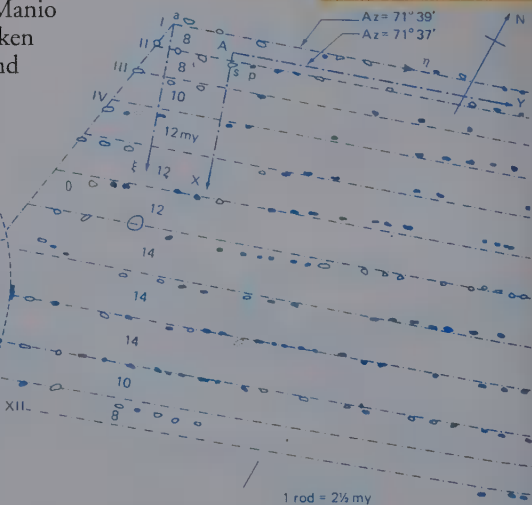 Manio
ken
nd
Az = 71° 39'
Az = 71° 37'
N
I a
8
II
A
8'
s p
η
Y
III
10
IV
12 my
ξ
12
X
12
14
14
14
10
XII
8
1 rod = 2½ my